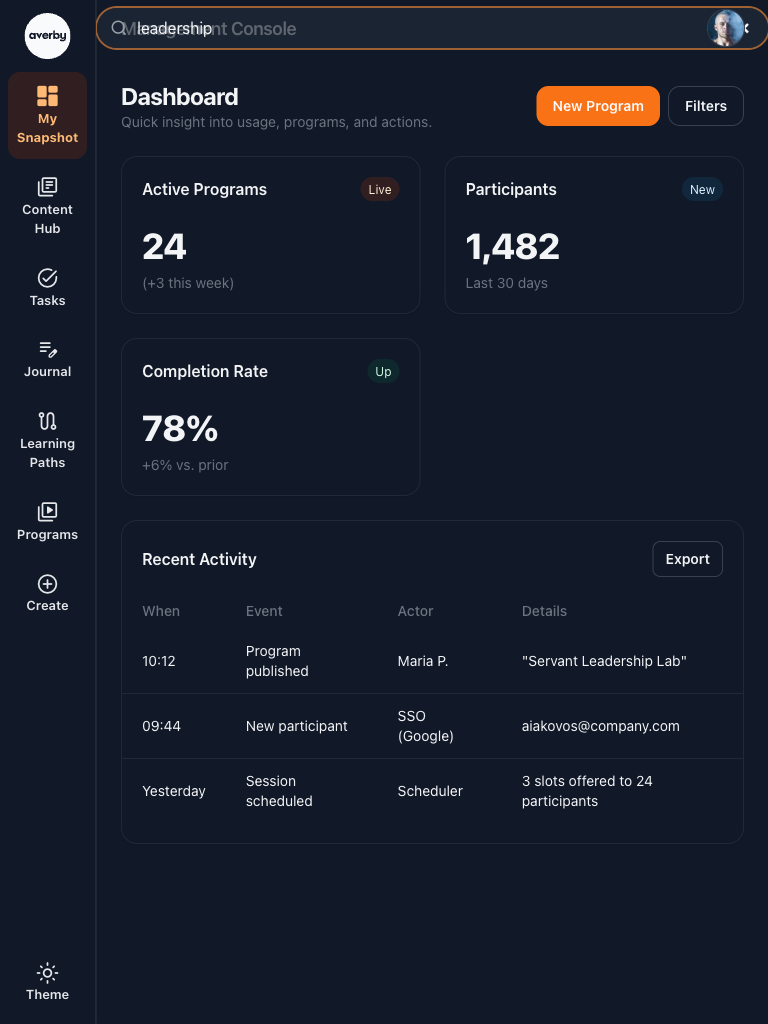 averby
leadership
Management Console
My
Snapshot
Content
Hub
Tasks
Journal
Learning
Paths
Programs
Create
Theme
Dashboard
Quick insight into usage, programs, and actions.
New Program
Filters
Active Programs
Live
24
(+3 this week)
Participants
New
1,482
Last 30 days
Completion Rate
Up
78%
+6% vs. prior
Recent Activity
Export
When Event Actor Details
10:12 Program published Maria P. "Servant Leadership Lab"
09:44 New participant SSO (Google) aiakovos@company.com
Yesterday Session scheduled Scheduler 3 slots offered to 24 participants